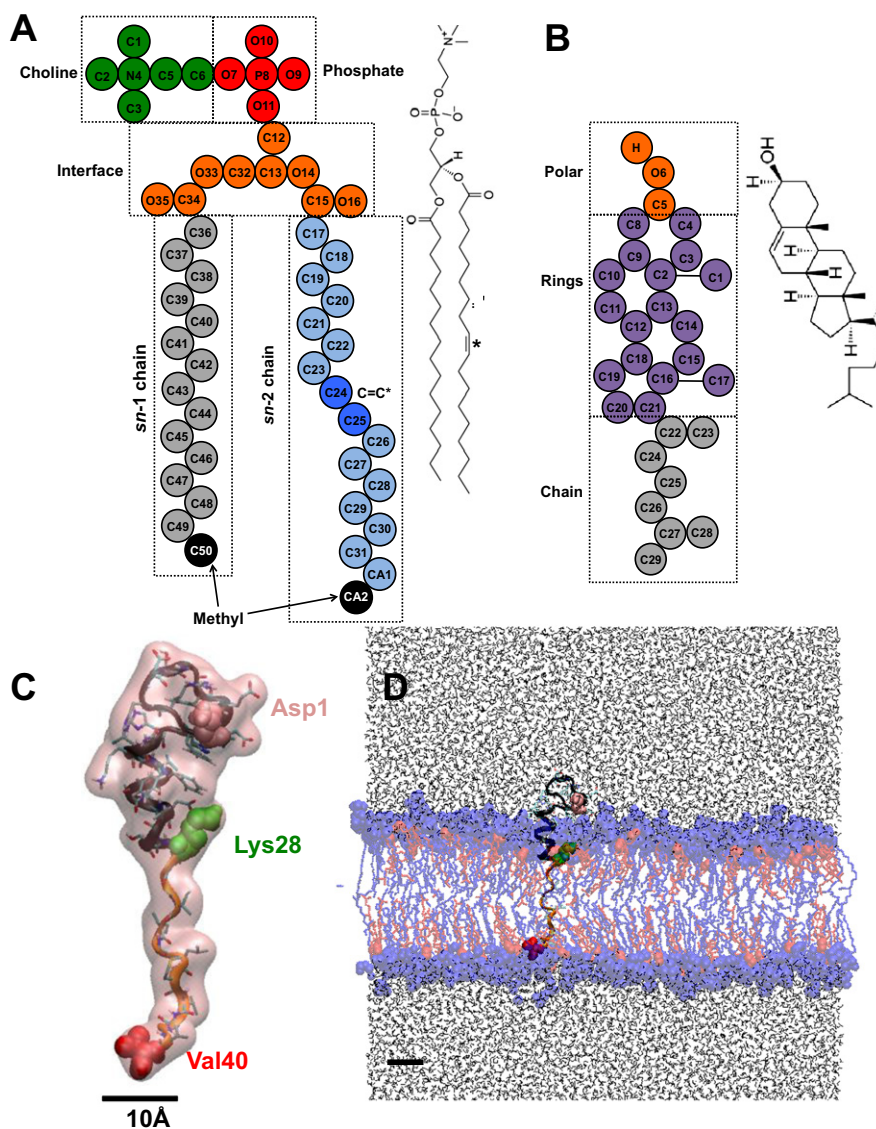 A
C1
C2 N4 C5 C6
C3
Choline
O10
O7 P8 O9
O11
Phosphate
C12
Interface
O33 C32 C13 O14
O35 C34
C15 O16
C36
C37
C38
C39
C40
C41
C42
C43
C44
C45
C46
C47
C48
C49
C50
sn-1 chain
C17
C18
C19
C20
C21
C22
C23
C24
C=C*
C25
C26
C27
C28
C29
C30
C31
CA1
CA2
sn-2 chain
Methyl
N+
O
O P O-
O
H
O
O
O
O
*
B
Polar
H
O6
C5
Rings
C8 C4
C9 C3
C10 C2 C1
C11 C13
C12 C14
C18 C15
C19 C16 C17
C20 C21
Chain
C22 C23
C24
C25
C26
C27 C28
C29
HO
H
H
H
H
H
C
Asp1
Lys28
Val40
10Å
D